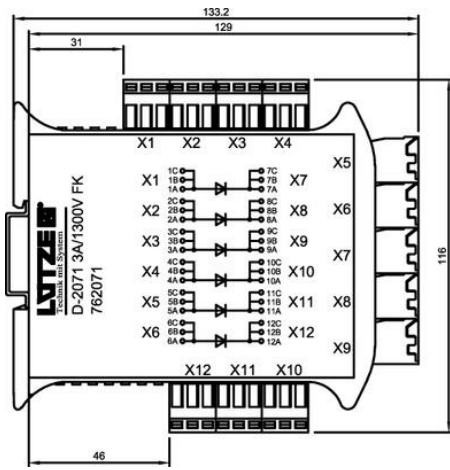 133.2
129
31
X1 X2 X3 X4
X5
X6
X7
X8
X9
116
LÜTZE
Technik mit System
D-2071 3A/1300V FK
762071
X1 1C 7C X7
1B 7B
1A 7A
X2 2C 8C X8
2B 8B
2A 8A
X3 3C 9C X9
3B 9B
3A 9A
X4 4C 10C X10
4B 10B
4A 10A
X5 5C 11C X11
5B 11B
5A 11A
X6 6C 12C X12
6B 12B
6A 12A
X12 X11 X10
46